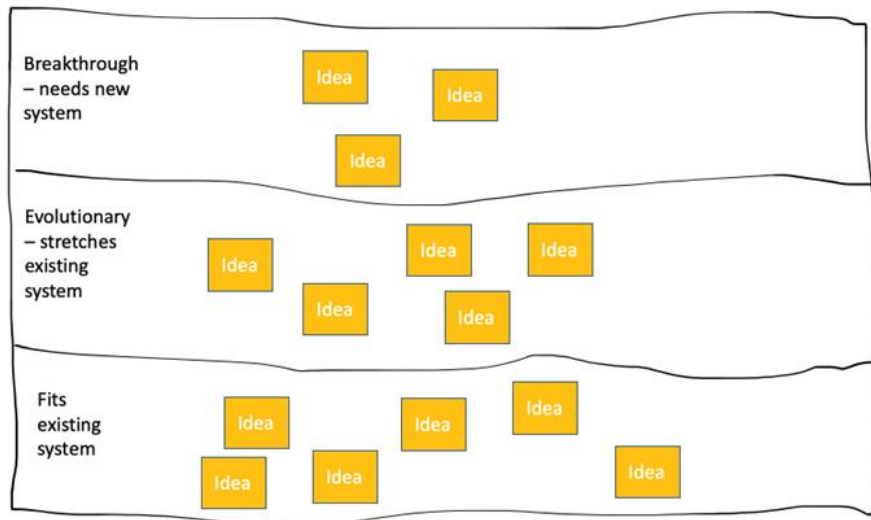 Breakthrough
– needs new
system
Idea
Idea
Idea
Evolutionary
– stretches
existing
system
Idea
Idea
Idea
Idea
Idea
Fits
existing
system
Idea
Idea
Idea
Idea
Idea
Idea